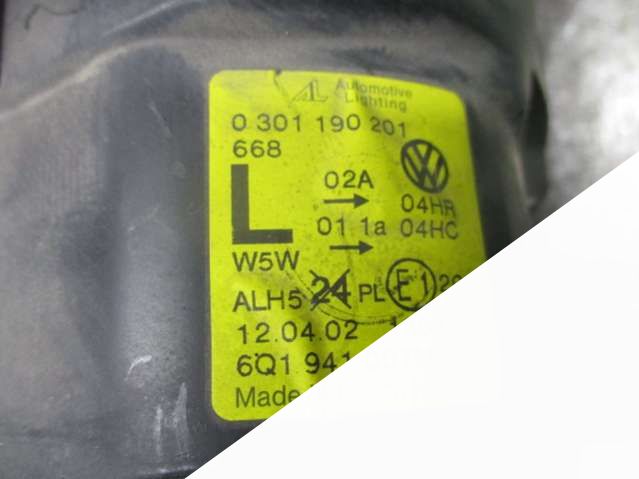 AL Automotive
Lighting
0 301 190 201
668
L
02A
04HR
01 1a 04HC
W5W
ALH5 24 PL E1
12.04.02
6Q1 941
Made